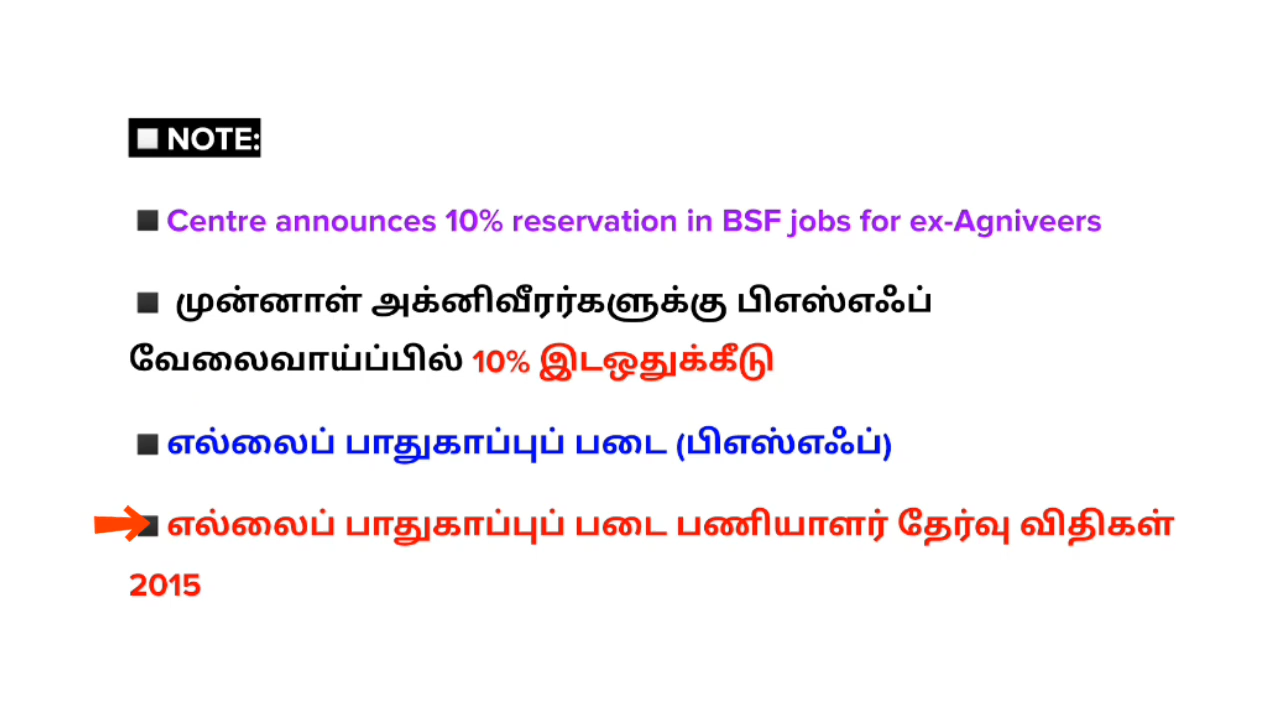 ◻ NOTE:
◾ Centre announces 10% reservation in BSF jobs for ex-Agniveers
◾ முன்னாள் அக்னிவீரர்களுக்கு பிஎஸ்எஃப்
வேலைவாய்ப்பில் 10% இடஒதுக்கீடு
◾ எல்லைப் பாதுகாப்புப் படை (பிஎஸ்எஃப்)
◾ எல்லைப் பாதுகாப்புப் படை பணியாளர் தேர்வு விதிகள்
2015